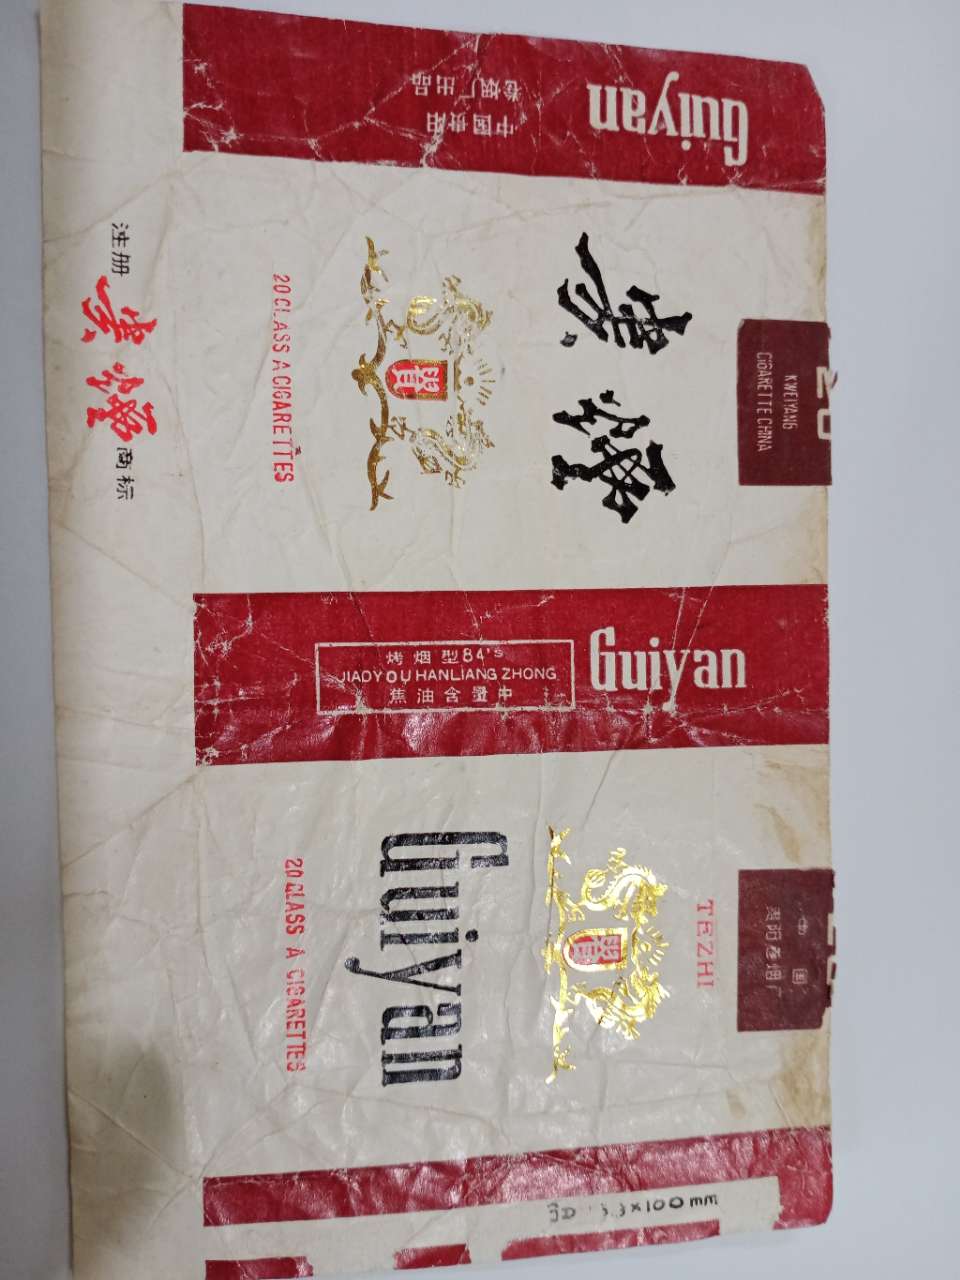 Guiyan
中国贵阳
卷烟厂出品
贵烟
20 CLASS A CIGARETTES
注册
贵烟
商标
20
KWEIYANG
CIGARETTE CHINA
Guiyan
烤烟型84's
JIAOYOU HANLIANG ZHONG
焦油含量中
TEZHI
Guiyan
20 CLASS A CIGARETTES
中国
贵阳卷烟厂